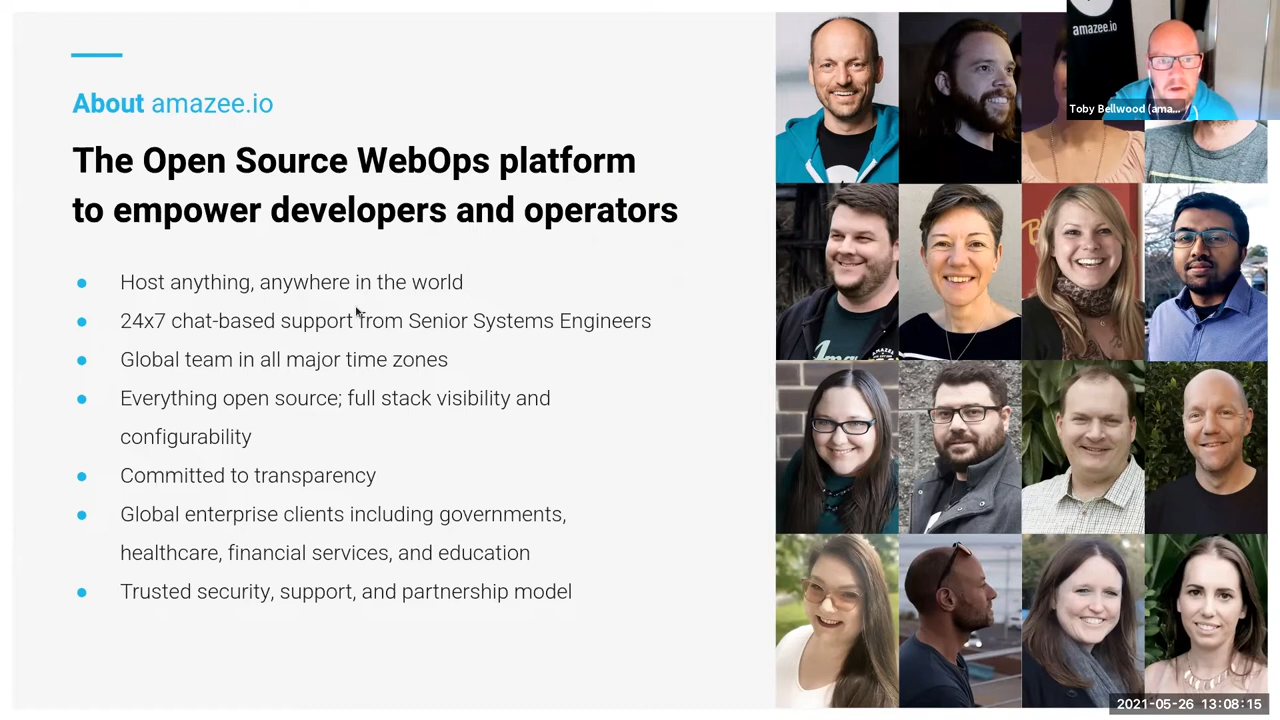 About amazee.io
The Open Source WebOps platform
to empower developers and operators
● Host anything, anywhere in the world
● 24x7 chat-based support from Senior Systems Engineers
● Global team in all major time zones
● Everything open source; full stack visibility and
configurability
● Committed to transparency
● Global enterprise clients including governments,
healthcare, financial services, and education
● Trusted security, support, and partnership model
amazee.io
Toby Bellwood (ama...
2021-05-26 13:08:15